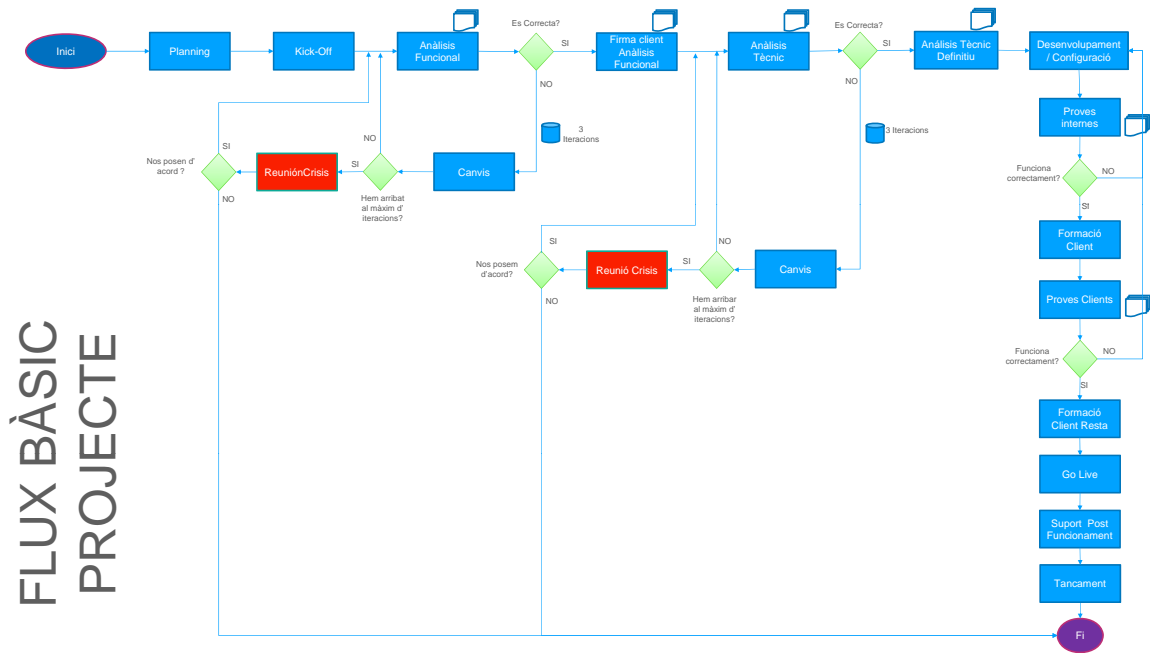 Inici
Planning
Kick-Off
Anàlisis
Funcional
Es Correcta?
SI
NO
Firma client
Anàlisis
Funcional
Anàlisis
Tècnic
Es Correcta?
SI
NO
Análisis Tècnic
Definitiu
Desenvolupament
/ Configuració
3
Iteracions
Canvis
Hem arribat
al màxim d'
iteracions?
NO
SI
ReuniónCrisis
Nos posen d'
acord ?
SI
NO
3 Iteracions
Canvis
Hem arribar
al màxim d'
iteracions?
NO
SI
Reunió Crisis
Nos posem
d'acord?
SI
NO
Proves
internes
Funciona
correctament?
NO
SI
Formació
Client
Proves Clients
Funciona
correctament?
NO
SI
Formació
Client Resta
Go Live
Suport Post
Funcionament
Tancament
Fi
FLUX BÀSIC
PROJECTE